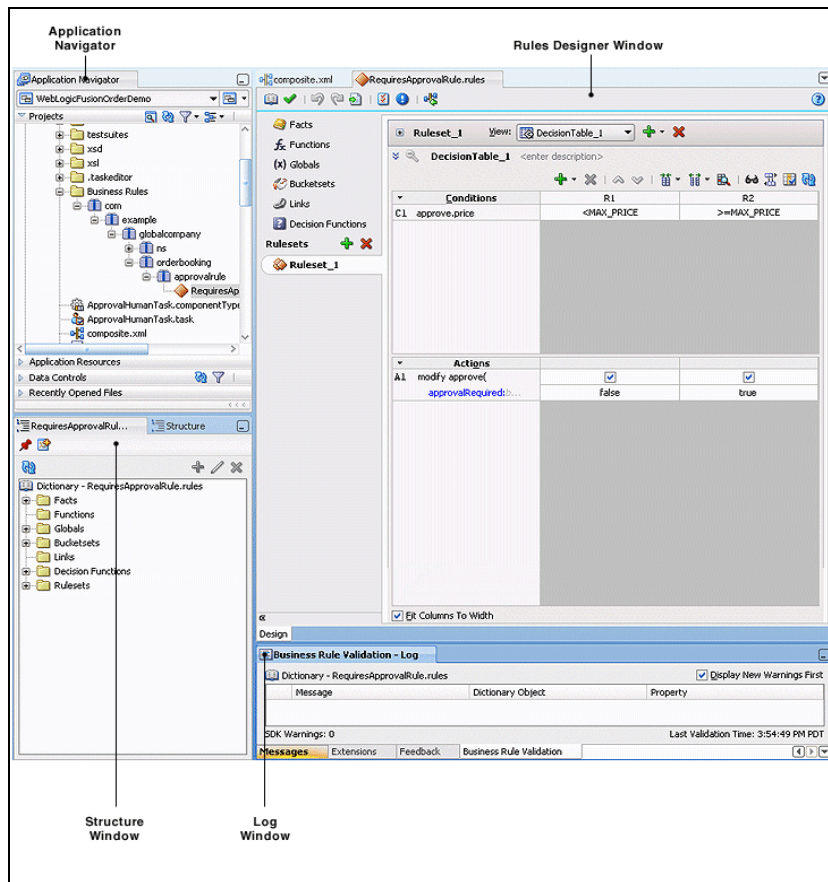 Application
Navigator
Rules Designer Window
Application Navigator
composite.xml
RequiresApprovalRule.rules
WebLogicFusionOrderDemo
Projects
testsuites
xsd
xsl
.taskeditor
Business Rules
com
example
globalcompany
ns
orderbooking
approvalrule
RequiresAp
ApprovalHumanTask.componentType
ApprovalHumanTask.task
composite.xml
Application Resources
Data Controls
Recently Opened Files
Facts
Functions
(x) Globals
Bucketsets
Links
Decision Functions
Rulesets
Ruleset_1
Ruleset_1 View: DecisionTable_1
DecisionTable_1 <enter description>
Conditions R1 R2
C1 approve.price <MAX_PRICE >=MAX_PRICE
Actions
A1 modify approve(
approvalRequired:b... false true
Fit Columns To Width
Design
RequiresApprovalRul... Structure
Dictionary - RequiresApprovalRule.rules
Facts
Functions
Globals
Bucketsets
Links
Decision Functions
Rulesets
Business Rule Validation - Log
Dictionary - RequiresApprovalRule.rules Display New Warnings First
Message Dictionary Object Property
SDK Warnings: 0 Last Validation Time: 3:54:49 PM PDT
Messages Extensions Feedback Business Rule Validation
Structure
Window
Log
Window